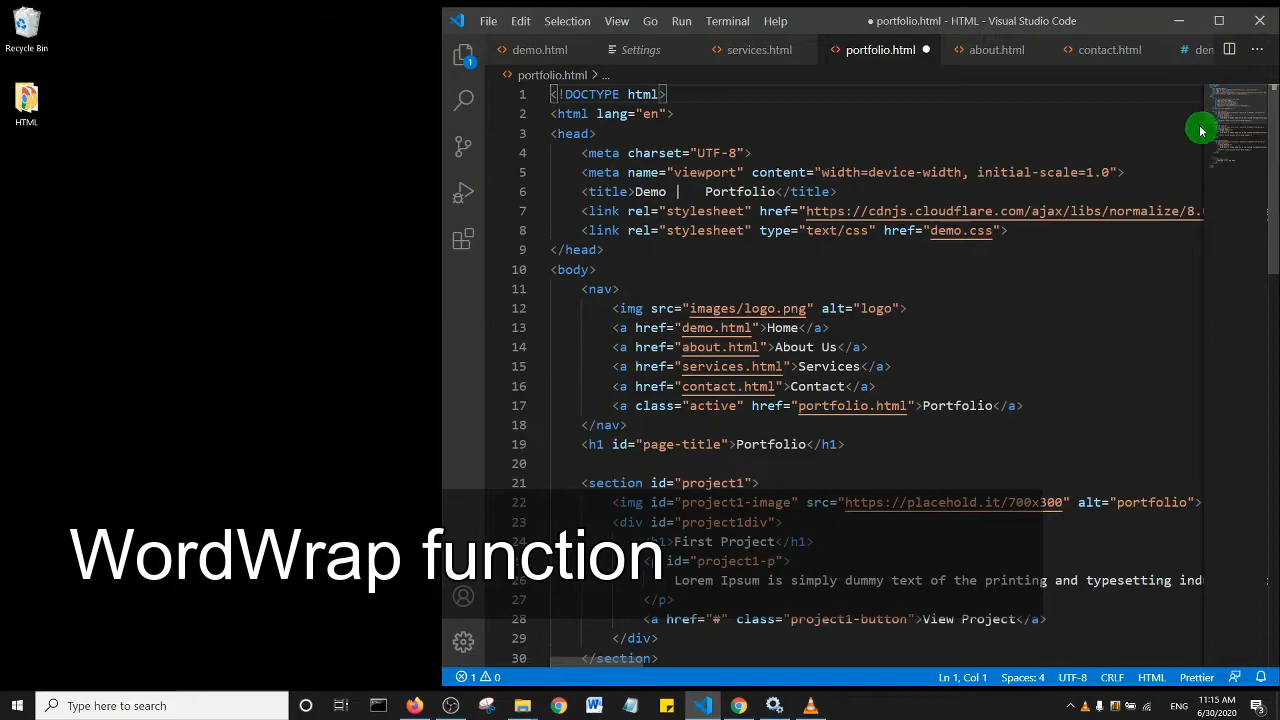 Recycle Bin
HTML
File Edit Selection View Go Run Terminal Help
● portfolio.html - HTML - Visual Studio Code
demo.html Settings services.html portfolio.html ● about.html contact.html # den
1
portfolio.html > ...
1 <!DOCTYPE html>
2 <html lang="en">
3 <head>
4 <meta charset="UTF-8">
5 <meta name="viewport" content="width=device-width, initial-scale=1.0">
6 <title>Demo | Portfolio</title>
7 <link rel="stylesheet" href="https://cdnjs.cloudflare.com/ajax/libs/normalize/8.
8 <link rel="stylesheet" type="text/css" href="demo.css">
9 </head>
10 <body>
11 <nav>
12 <img src="images/logo.png" alt="logo">
13 <a href="demo.html">Home</a>
14 <a href="about.html">About Us</a>
15 <a href="services.html">Services</a>
16 <a href="contact.html">Contact</a>
17 <a class="active" href="portfolio.html">Portfolio</a>
18 </nav>
19 <h1 id="page-title">Portfolio</h1>
20
21 <section id="project1">
22 <img id="project1-image" src="https://placehold.it/700x300" alt="portfolio">
23 <div id="project1div">
24 h1>First Project</h1>
id="project1-p">
Lorem Ipsum is simply dummy text of the printing and typesetting ind
27 </p>
28 <a href="#" class="project1-button">View Project</a>
29 </div>
30 </section>
WordWrap function
1 0 Ln 1, Col 1 Spaces: 4 UTF-8 CRLF HTML Prettier
Type here to search
ENG
11:15 AM
5/30/2020